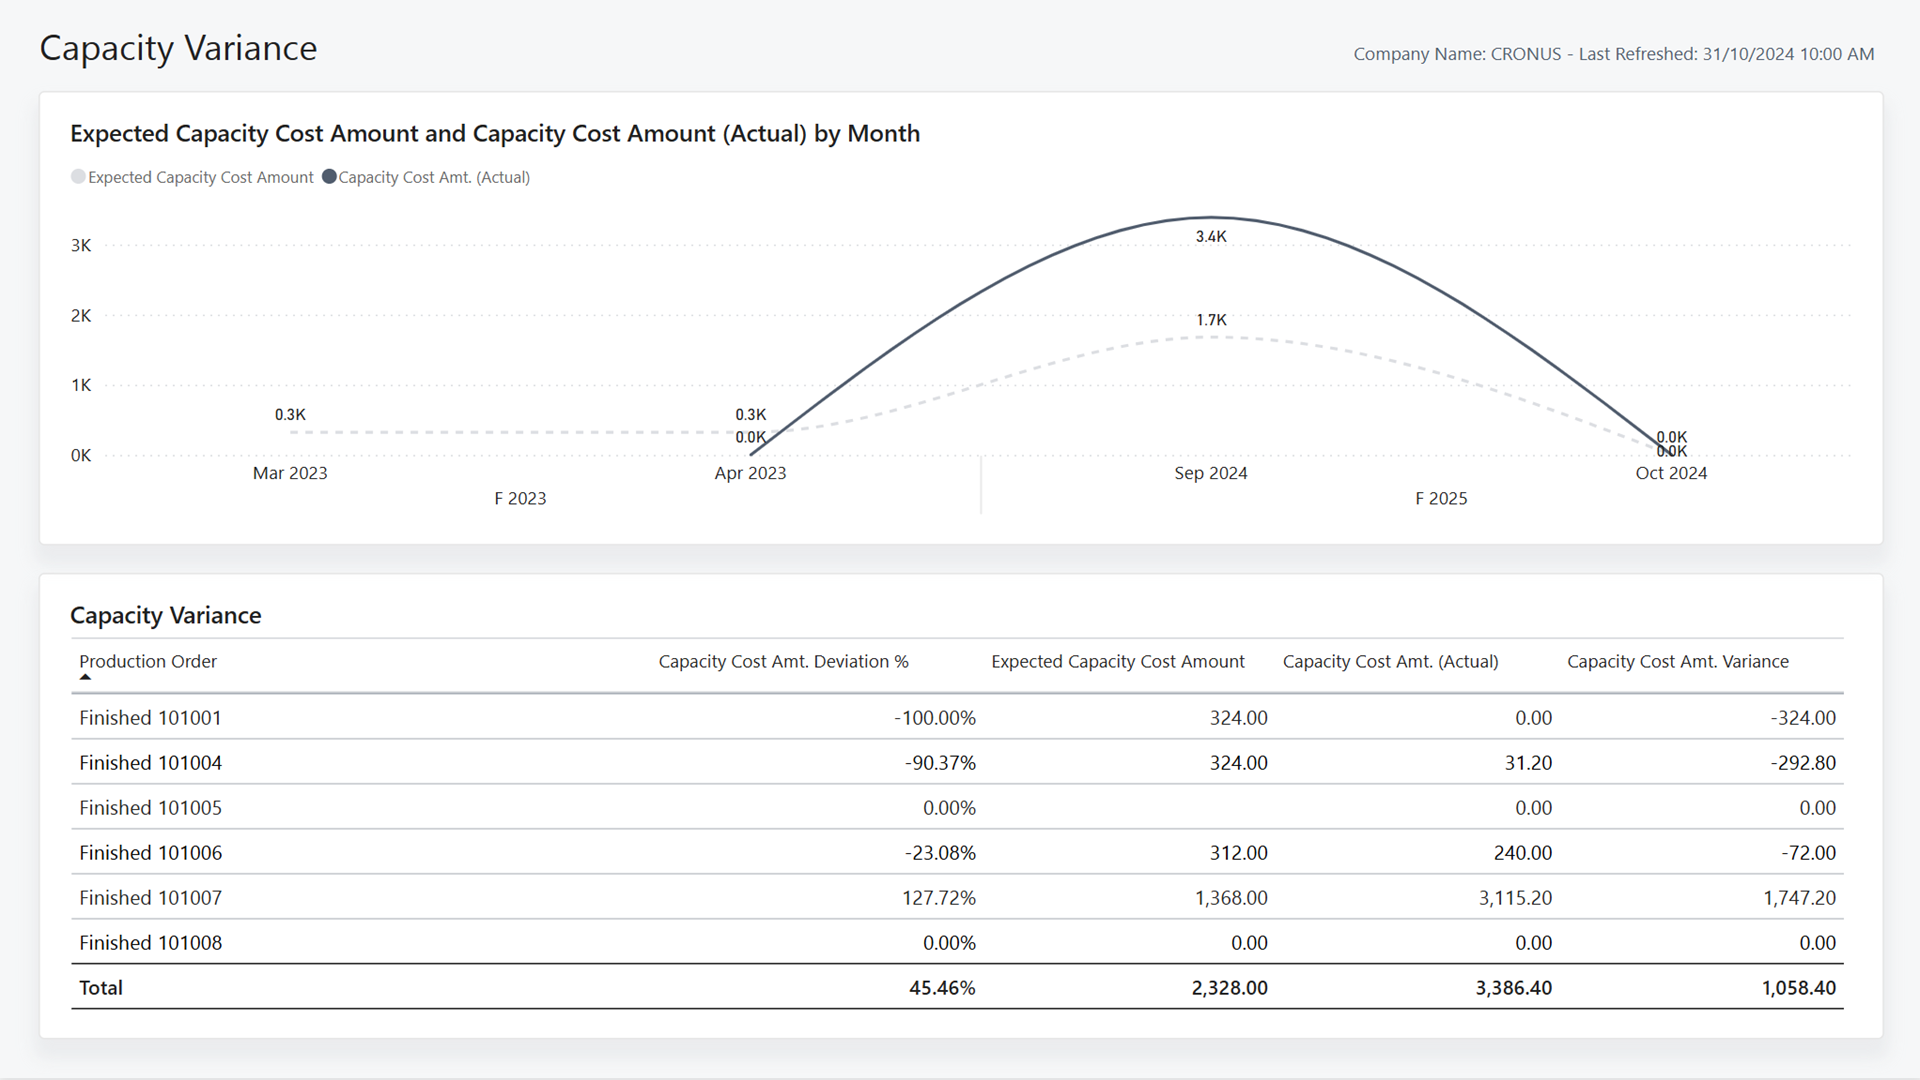 Capacity Variance
Company Name: CRONUS - Last Refreshed: 31/10/2024 10:00 AM
Expected Capacity Cost Amount and Capacity Cost Amount (Actual) by Month
Expected Capacity Cost Amount Capacity Cost Amt. (Actual)
3K
2K
1K
0K
3.4K
1.7K
0.3K
0.3K
0.0K
0.0K
0.0K
Mar 2023 Apr 2023 Sep 2024 Oct 2024
F 2023 F 2025
Capacity Variance
Production Order Capacity Cost Amt. Deviation % Expected Capacity Cost Amount Capacity Cost Amt. (Actual) Capacity Cost Amt. Variance
Finished 101001 -100.00% 324.00 0.00 -324.00
Finished 101004 -90.37% 324.00 31.20 -292.80
Finished 101005 0.00% 0.00 0.00
Finished 101006 -23.08% 312.00 240.00 -72.00
Finished 101007 127.72% 1,368.00 3,115.20 1,747.20
Finished 101008 0.00% 0.00 0.00 0.00
Total 45.46% 2,328.00 3,386.40 1,058.40